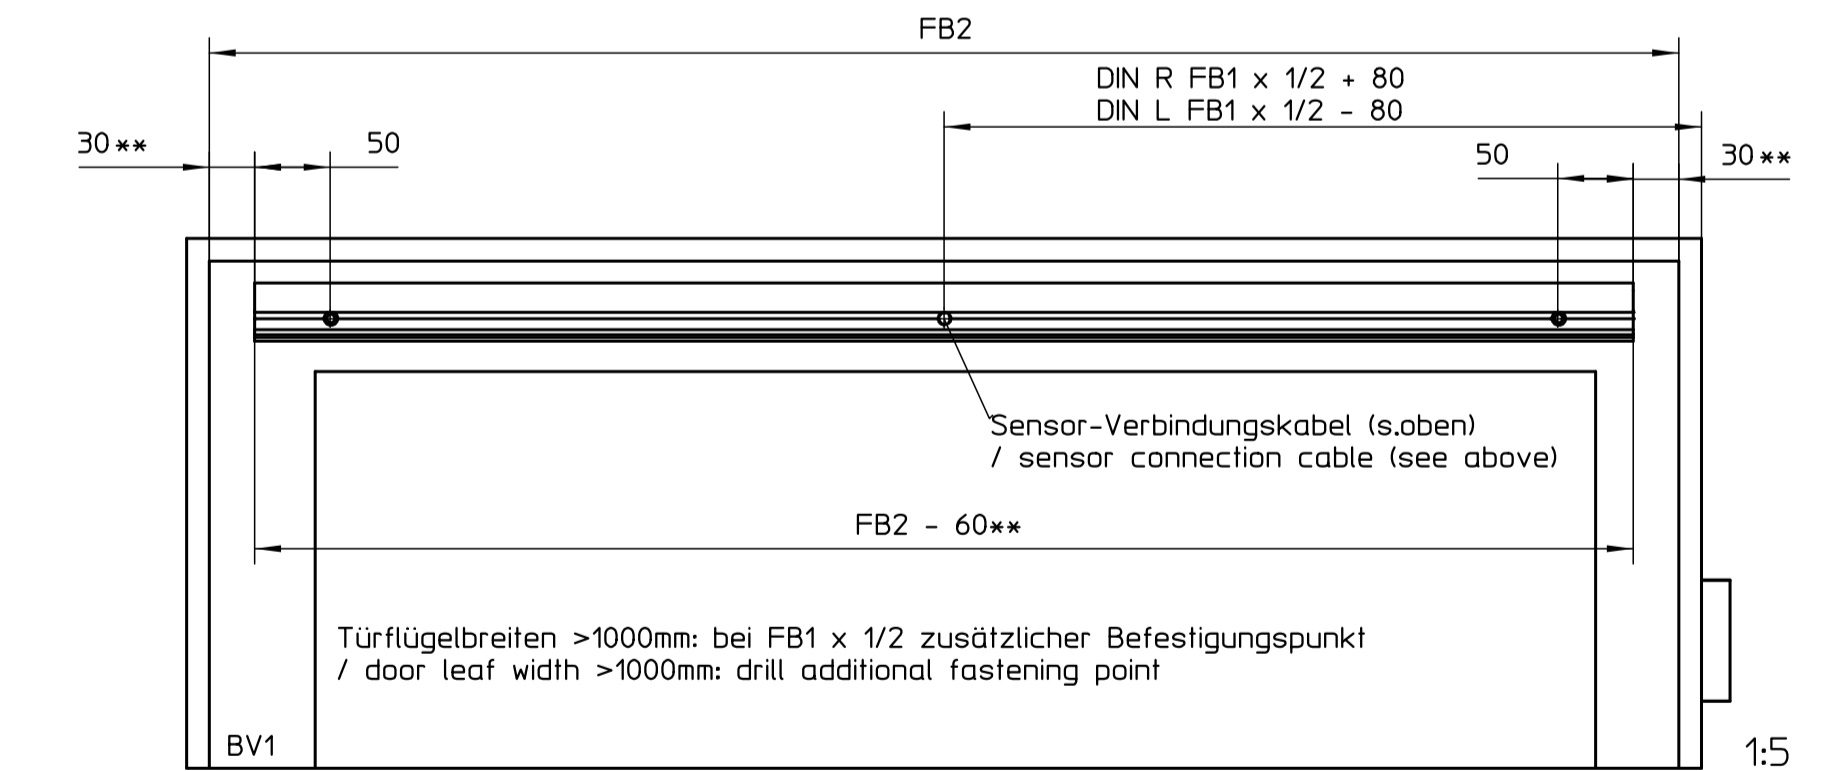 FB2
DIN R FB1 x 1/2 + 80
DIN L FB1 x 1/2 - 80
30**
50
50
30**
Sensor-Verbindungskabel (s.oben)
/ sensor connection cable (see above)
FB2 - 60**
Türflügelbreiten >1000mm: bei FB1 x 1/2 zusätzlicher Befestigungspunkt
/ door leaf width >1000mm: drill additional fastening point
BV1
1:5